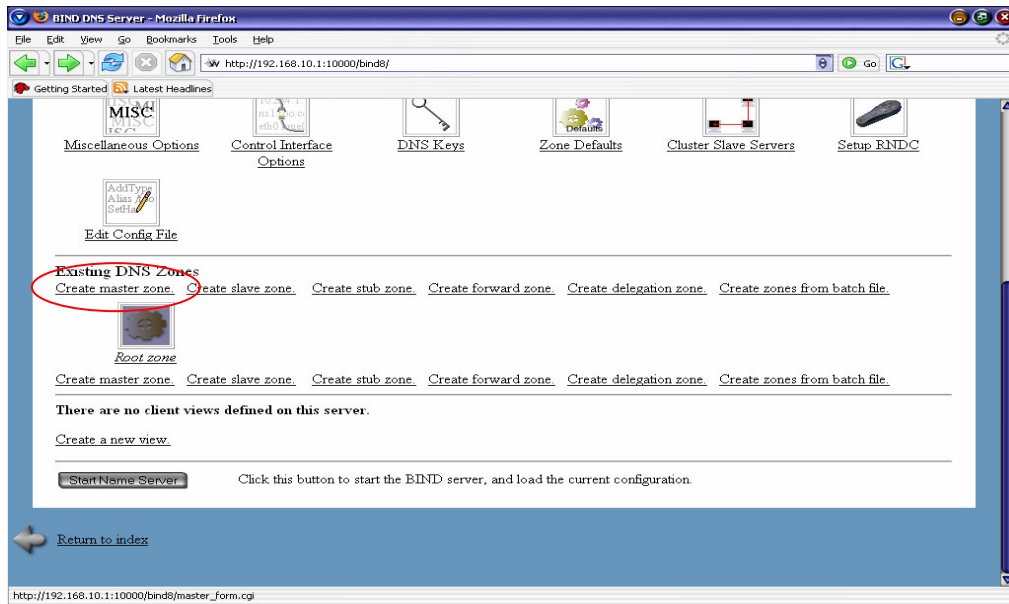 BIND DNS Server - Mozilla Firefox
File Edit View Go Bookmarks Tools Help
http://192.168.10.1:10000/bind8/ Go
Getting Started Latest Headlines
MISC
Defaults
Miscellaneous Options Control Interface Options DNS Keys Zone Defaults Cluster Slave Servers Setup RNDC
AddType
Alias
SetHa
Edit Config File
Existing DNS Zones
Create master zone. Create slave zone. Create stub zone. Create forward zone. Create delegation zone. Create zones from batch file.
Root zone
Create master zone. Create slave zone. Create stub zone. Create forward zone. Create delegation zone. Create zones from batch file.
There are no client views defined on this server.
Create a new view.
Start Name Server Click this button to start the BIND server, and load the current configuration.
Return to index
http://192.168.10.1:10000/bind8/master_form.cgi